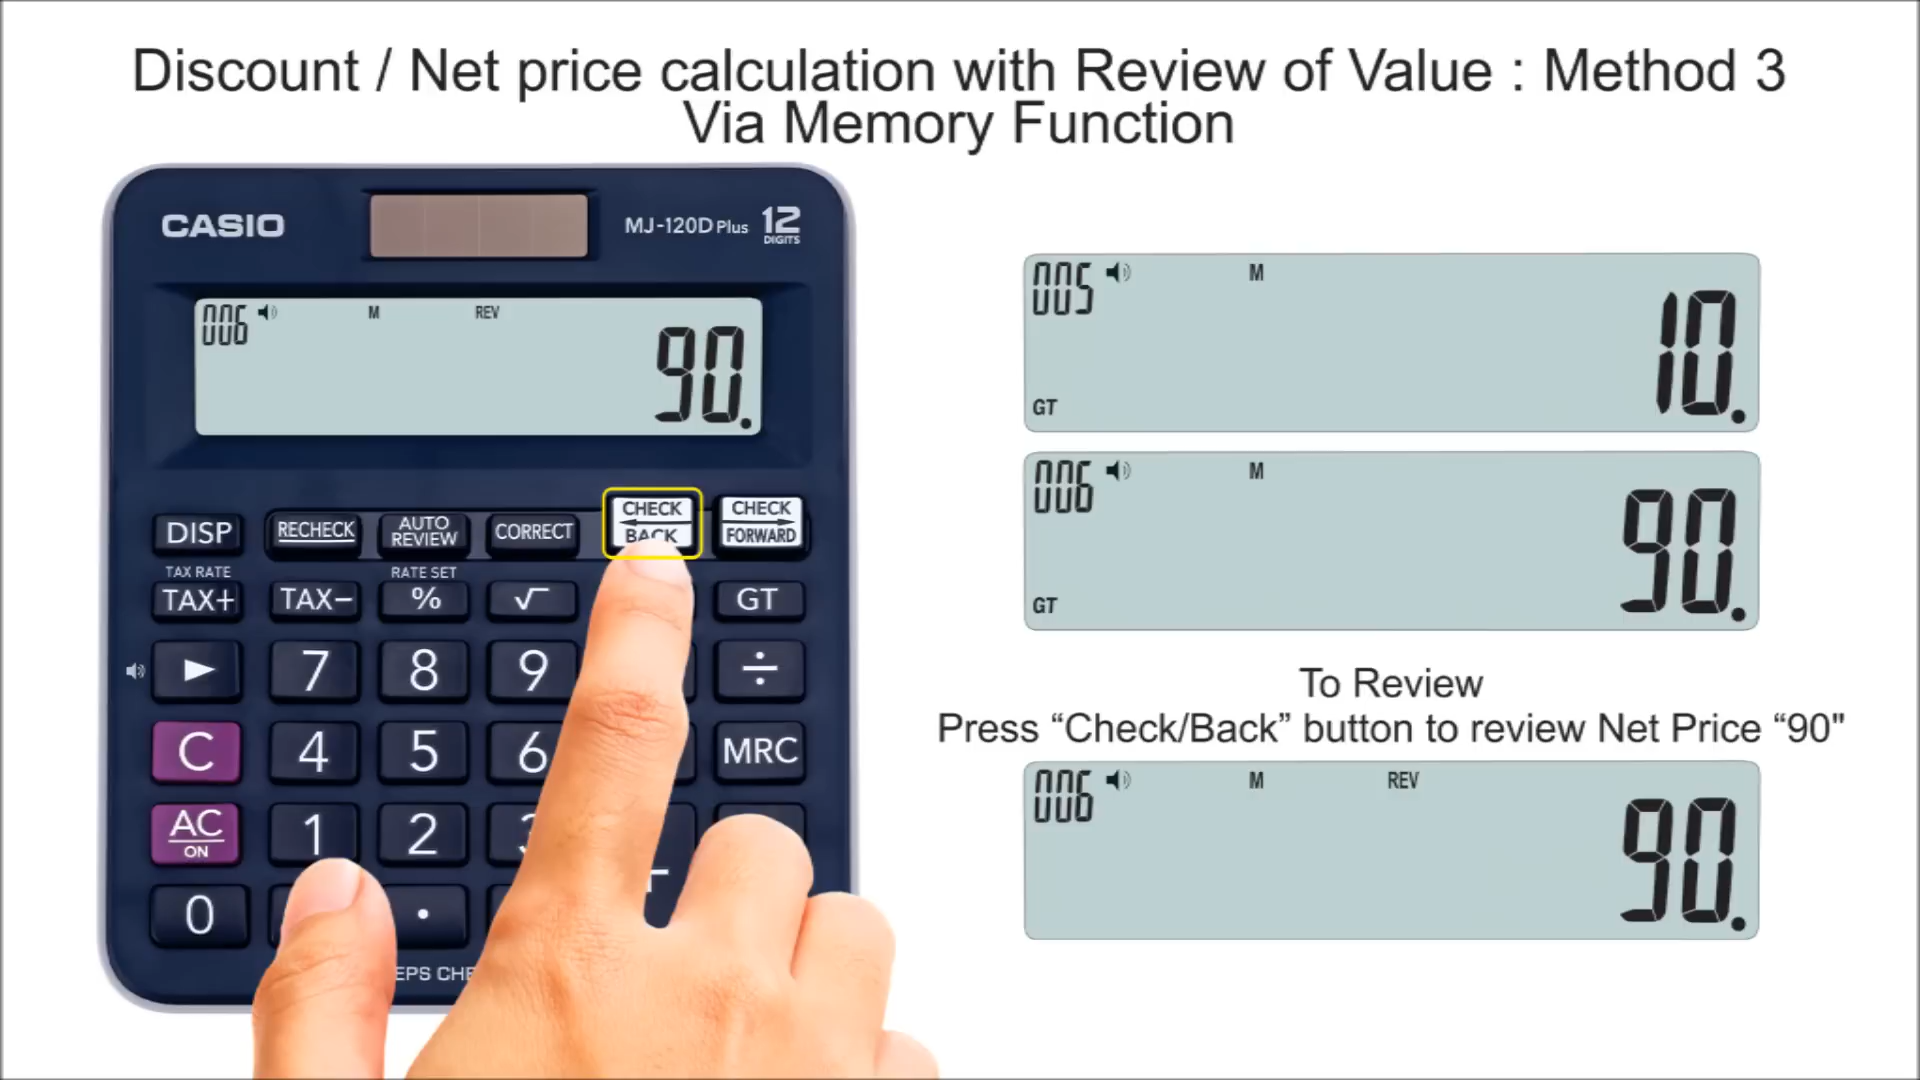 Discount / Net price calculation with Review of Value : Method 3
Via Memory Function
CASIO
MJ-120D Plus 12
DIGITS
006 M REV
90.
DISP RECHECK AUTO REVIEW CORRECT CHECK BACK CHECK FORWARD
TAX RATE RATE SET
TAX+ TAX− % √ GT
7 8 9 ÷
C 4 5 6 MRC
AC
ON
1 2 3
0 .
005 M
10.
GT
006 M
90.
GT
To Review
Press “Check/Back” button to review Net Price “90"
006 M REV
90.